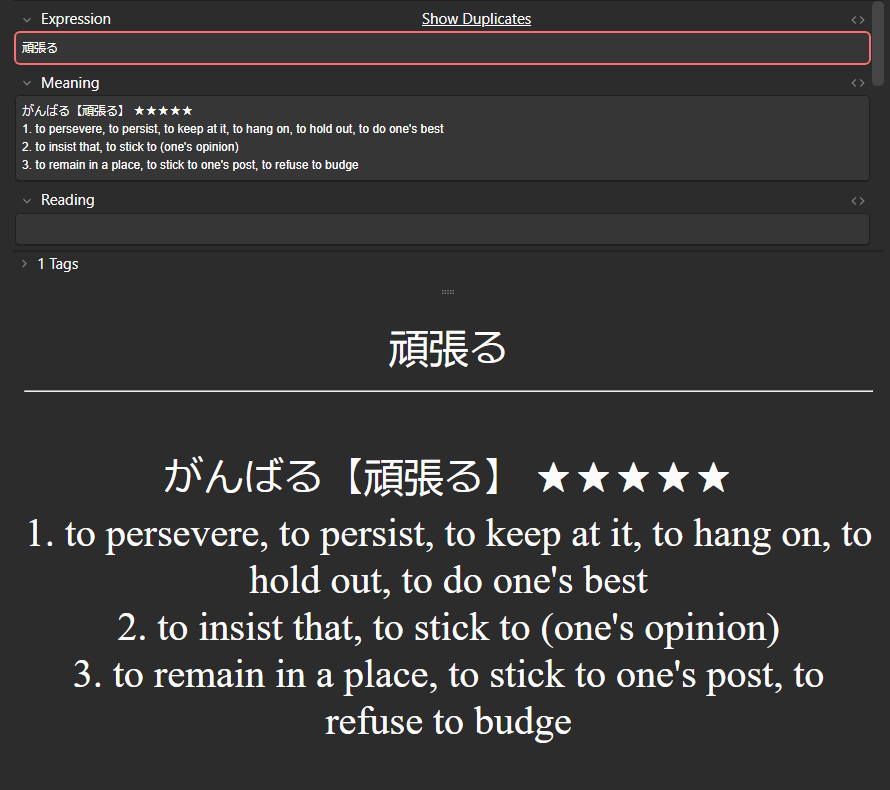 Expression
Show Duplicates
頑張る
Meaning
がんばる【頑張る】 ★★★★★
1. to persevere, to persist, to keep at it, to hang on, to hold out, to do one's best
2. to insist that, to stick to (one's opinion)
3. to remain in a place, to stick to one's post, to refuse to budge
Reading
1 Tags
頑張る
がんばる【頑張る】 ★★★★★
1. to persevere, to persist, to keep at it, to hang on, to
hold out, to do one's best
2. to insist that, to stick to (one's opinion)
3. to remain in a place, to stick to one's post, to
refuse to budge